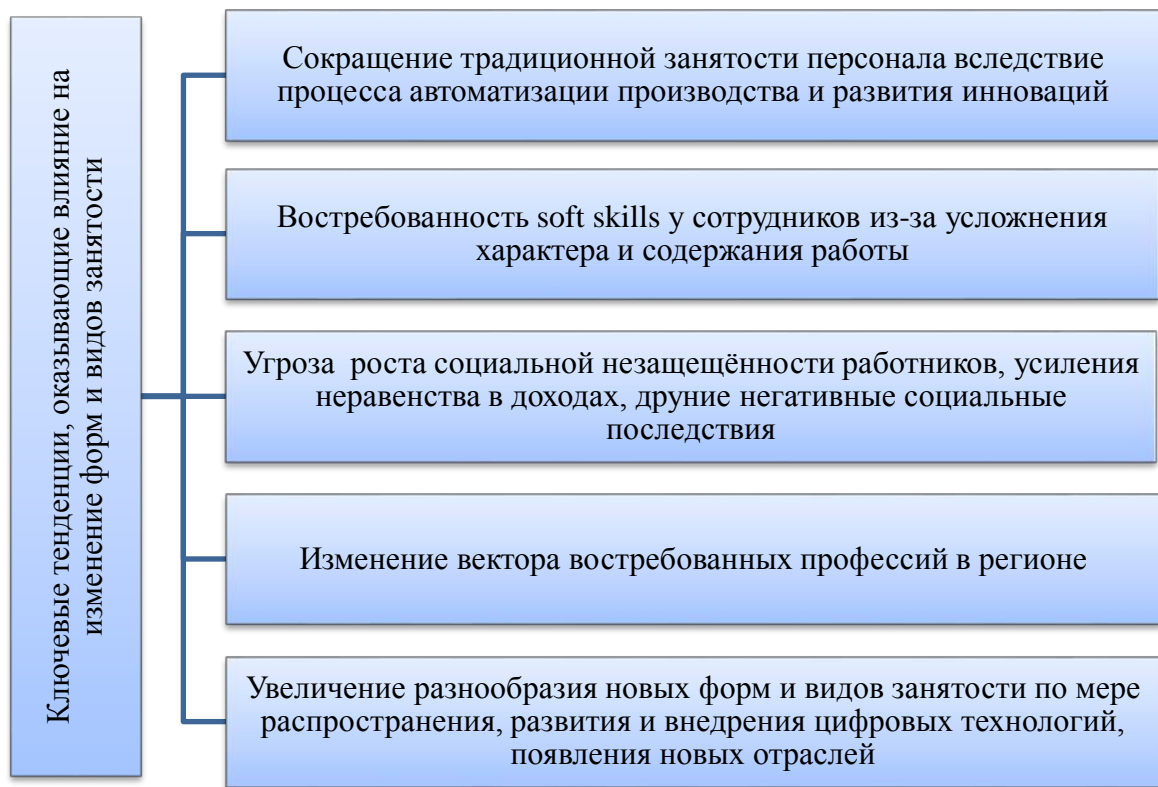 Ключевые тенденции, оказывающие влияние на
изменение форм и видов занятости
Сокращение традиционной занятости персонала вследствие
процесса автоматизации производства и развития инноваций
Востребованность soft skills у сотрудников из-за усложнения
характера и содержания работы
Угроза  роста социальной незащищённости работников, усиления
неравенства в доходах, друние негативные социальные
последствия
Изменение вектора востребованных профессий в регионе
Увеличение разнообразия новых форм и видов занятости по мере
распространения, развития и внедрения цифровых технологий,
появления новых отраслей